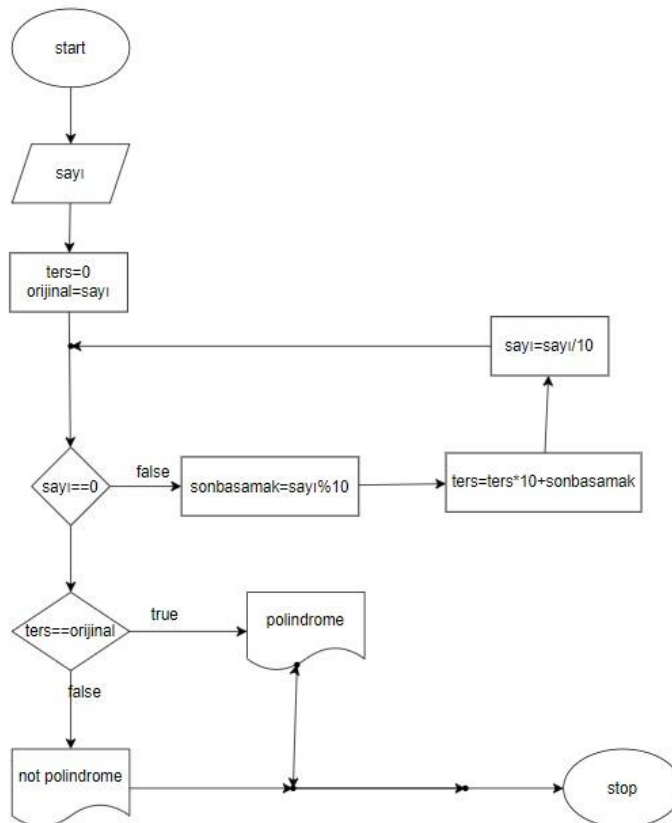 start
sayı
ters=0
orijinal=sayı
sayı=sayı/10
sayı==0
false
sonbasamak=sayı%10
ters=ters*10+sonbasamak
ters==orijinal
true
polindrome
false
not polindrome
stop